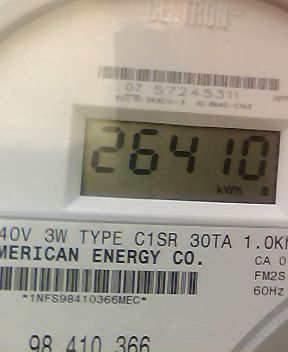 CENTRON®
07 57245311
26410
kWh
40V 3W TYPE C1SR 30TA 1.0K
MERICAN ENERGY CO.
CA 0
FM2S
60Hz
*1NFS98410366MEC*
98 410 366